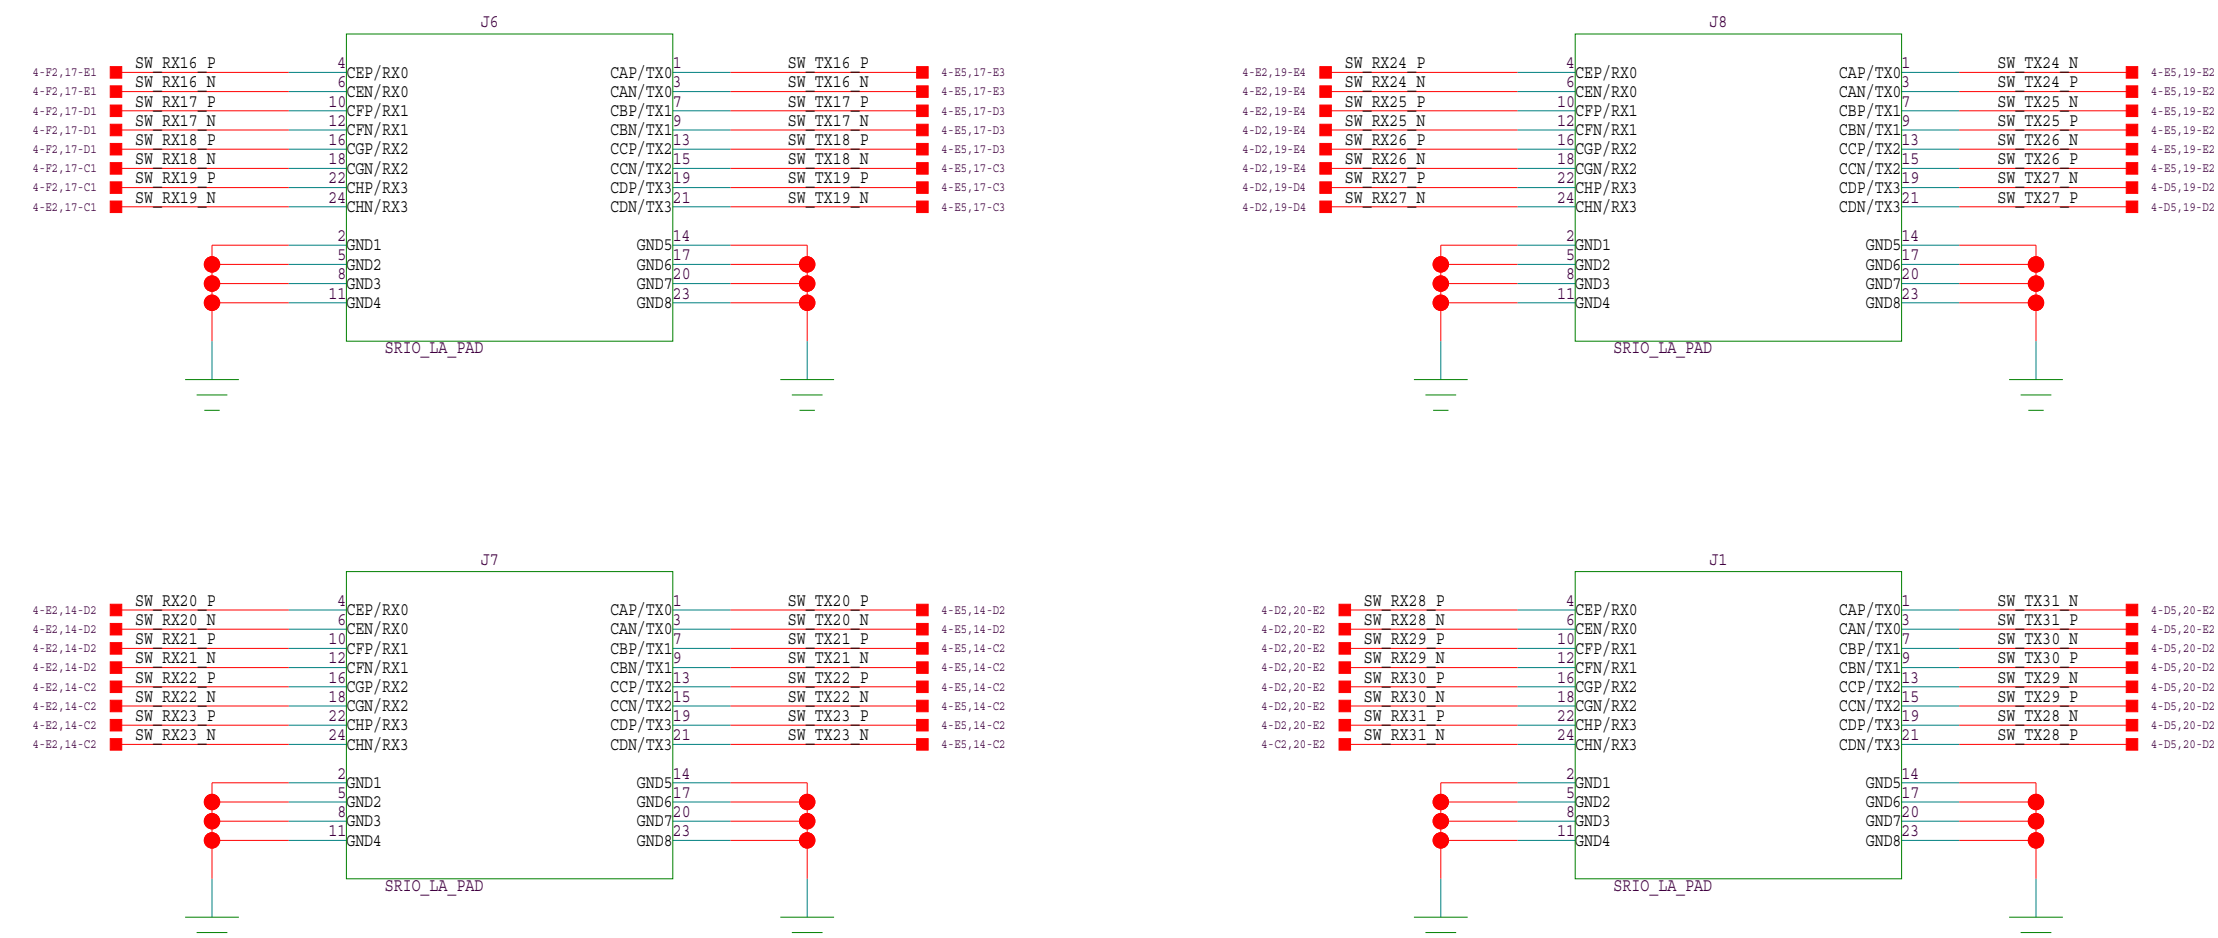 J6
4-F2,17-E1 SW_RX16_P 4 CEP/RX0 CAP/TX0 1 SW_TX16_P 4-E5,17-E3
4-F2,17-E1 SW_RX16_N 6 CEN/RX0 CAN/TX0 3 SW_TX16_N 4-E5,17-E3
4-F2,17-D1 SW_RX17_P 10 CFP/RX1 CBP/TX1 7 SW_TX17_P 4-E5,17-D3
4-F2,17-D1 SW_RX17_N 12 CFN/RX1 CBN/TX1 9 SW_TX17_N 4-E5,17-D3
4-F2,17-D1 SW_RX18_P 16 CGP/RX2 CCP/TX2 13 SW_TX18_P 4-E5,17-D3
4-F2,17-C1 SW_RX18_N 18 CGN/RX2 CCN/TX2 15 SW_TX18_N 4-E5,17-C3
4-F2,17-C1 SW_RX19_P 22 CHP/RX3 CDP/TX3 19 SW_TX19_P 4-E5,17-C3
4-E2,17-C1 SW_RX19_N 24 CHN/RX3 CDN/TX3 21 SW_TX19_N 4-E5,17-C3
2 GND1 GND5 14
5 GND2 GND6 17
8 GND3 GND7 20
11 GND4 GND8 23
SRIO_LA_PAD
J8
4-E2,19-E4 SW_RX24_P 4 CEP/RX0 CAP/TX0 1 SW_TX24_N 4-E5,19-E2
4-E2,19-E4 SW_RX24_N 6 CEN/RX0 CAN/TX0 3 SW_TX24_P 4-E5,19-E2
4-E2,19-E4 SW_RX25_P 10 CFP/RX1 CBP/TX1 7 SW_TX25_N 4-E5,19-E2
4-D2,19-E4 SW_RX25_N 12 CFN/RX1 CBN/TX1 9 SW_TX25_P 4-E5,19-E2
4-D2,19-E4 SW_RX26_P 16 CGP/RX2 CCP/TX2 13 SW_TX26_N 4-E5,19-E2
4-D2,19-E4 SW_RX26_N 18 CGN/RX2 CCN/TX2 15 SW_TX26_P 4-E5,19-E2
4-D2,19-D4 SW_RX27_P 22 CHP/RX3 CDP/TX3 19 SW_TX27_N 4-D5,19-D2
4-D2,19-D4 SW_RX27_N 24 CHN/RX3 CDN/TX3 21 SW_TX27_P 4-D5,19-D2
2 GND1 GND5 14
5 GND2 GND6 17
8 GND3 GND7 20
11 GND4 GND8 23
SRIO_LA_PAD
J7
4-E2,14-D2 SW_RX20_P 4 CEP/RX0 CAP/TX0 1 SW_TX20_P 4-E5,14-D2
4-E2,14-D2 SW_RX20_N 6 CEN/RX0 CAN/TX0 3 SW_TX20_N 4-E5,14-D2
4-E2,14-D2 SW_RX21_P 10 CFP/RX1 CBP/TX1 7 SW_TX21_P 4-E5,14-C2
4-E2,14-D2 SW_RX21_N 12 CFN/RX1 CBN/TX1 9 SW_TX21_N 4-E5,14-C2
4-E2,14-C2 SW_RX22_P 16 CGP/RX2 CCP/TX2 13 SW_TX22_P 4-E5,14-C2
4-E2,14-C2 SW_RX22_N 18 CGN/RX2 CCN/TX2 15 SW_TX22_N 4-E5,14-C2
4-E2,14-C2 SW_RX23_P 22 CHP/RX3 CDP/TX3 19 SW_TX23_P 4-E5,14-C2
4-E2,14-C2 SW_RX23_N 24 CHN/RX3 CDN/TX3 21 SW_TX23_N 4-E5,14-C2
2 GND1 GND5 14
5 GND2 GND6 17
8 GND3 GND7 20
11 GND4 GND8 23
SRIO_LA_PAD
J1
4-D2,20-E2 SW_RX28_P 4 CEP/RX0 CAP/TX0 1 SW_TX31_N 4-D5,20-E2
4-D2,20-E2 SW_RX28_N 6 CEN/RX0 CAN/TX0 3 SW_TX31_P 4-D5,20-E2
4-D2,20-E2 SW_RX29_P 10 CFP/RX1 CBP/TX1 7 SW_TX30_N 4-D5,20-D2
4-D2,20-E2 SW_RX29_N 12 CFN/RX1 CBN/TX1 9 SW_TX30_P 4-D5,20-D2
4-D2,20-E2 SW_RX30_P 16 CGP/RX2 CCP/TX2 13 SW_TX29_N 4-D5,20-D2
4-D2,20-E2 SW_RX30_N 18 CGN/RX2 CCN/TX2 15 SW_TX29_P 4-D5,20-D2
4-D2,20-E2 SW_RX31_P 22 CHP/RX3 CDP/TX3 19 SW_TX28_N 4-D5,20-D2
4-C2,20-E2 SW_RX31_N 24 CHN/RX3 CDN/TX3 21 SW_TX28_P 4-D5,20-D2
2 GND1 GND5 14
5 GND2 GND6 17
8 GND3 GND7 20
11 GND4 GND8 23
SRIO_LA_PAD